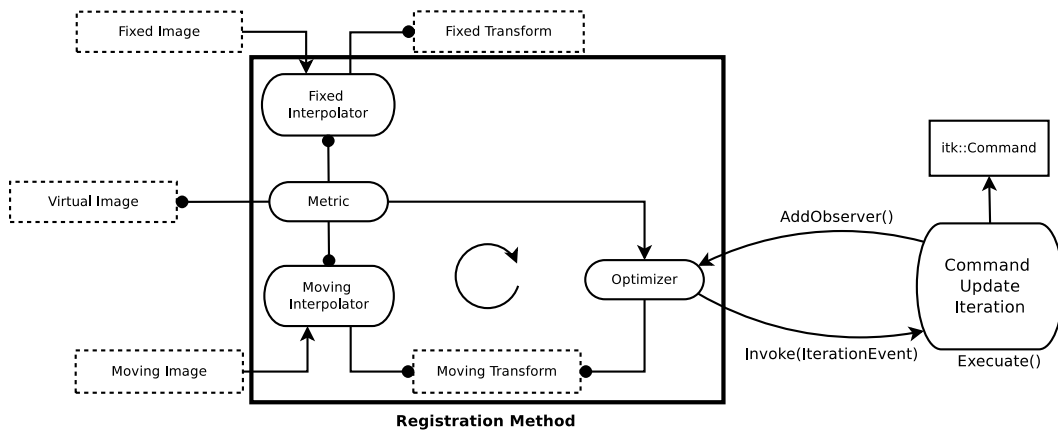 Fixed Image
Fixed Transform
Fixed
Interpolator
itk::Command
Virtual Image
Metric
AddObserver()
Moving
Interpolator
Optimizer
Command
Update
Iteration
Invoke(IterationEvent)
Execuate()
Moving Image
Moving Transform
Registration Method